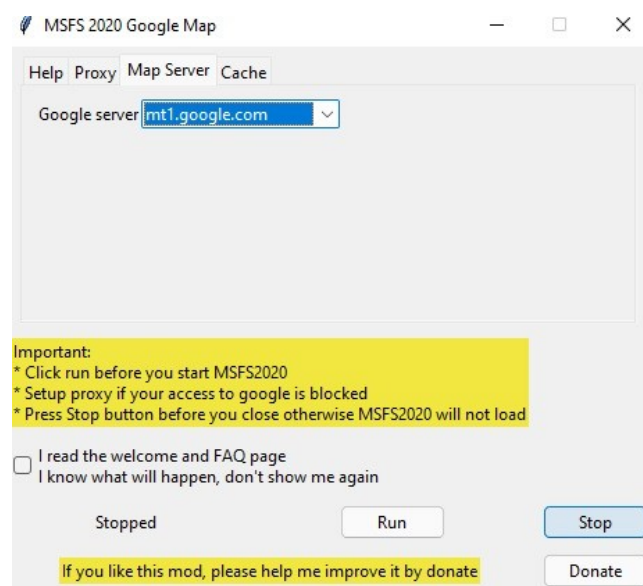 MSFS 2020 Google Map
Help Proxy Map Server Cache
Google server mt1.google.com
Important:
* Click run before you start MSFS2020
* Setup proxy if your access to google is blocked
* Press Stop button before you close otherwise MSFS2020 will not load
I read the welcome and FAQ page
I know what will happen, don't show me again
Stopped Run Stop
If you like this mod, please help me improve it by donate Donate